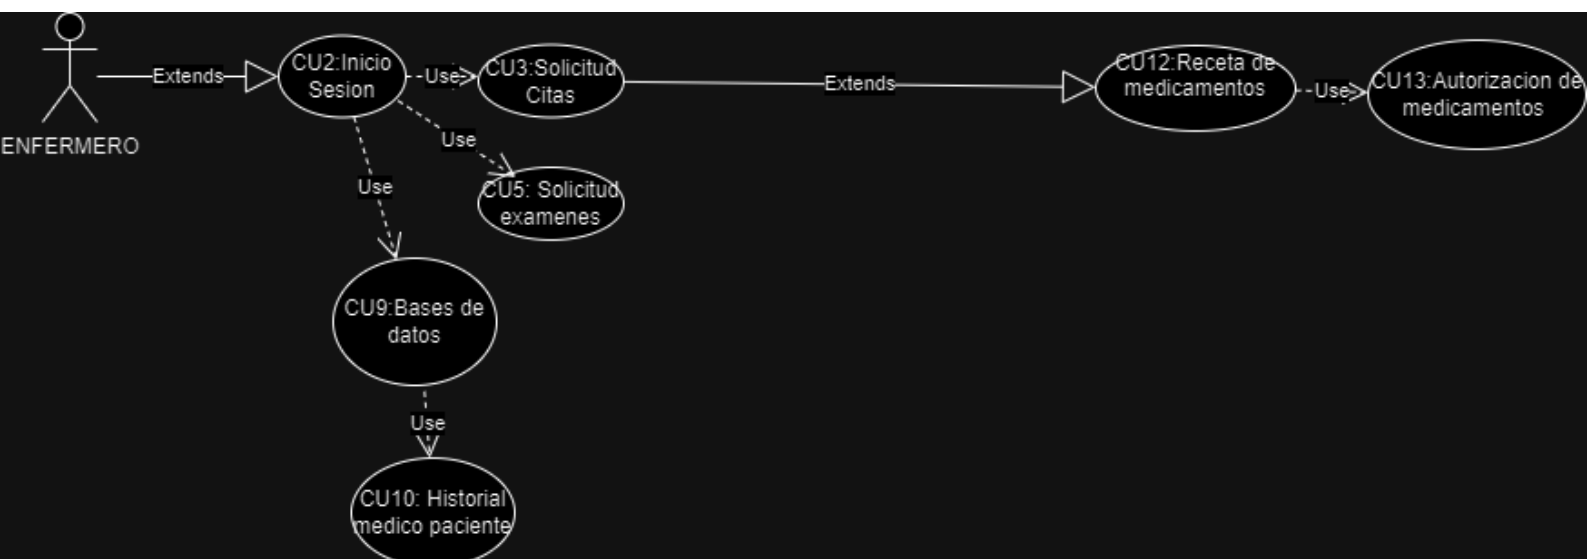 ENFERMERO
Extends
CU2:Inicio
Sesion
Use
CU3:Solicitud
Citas
Extends
CU12:Receta de
medicamentos
Use
CU13:Autorizacion de
medicamentos
Use
CU5: Solicitud
examenes
Use
CU9:Bases de
datos
Use
CU10: Historial
medico paciente